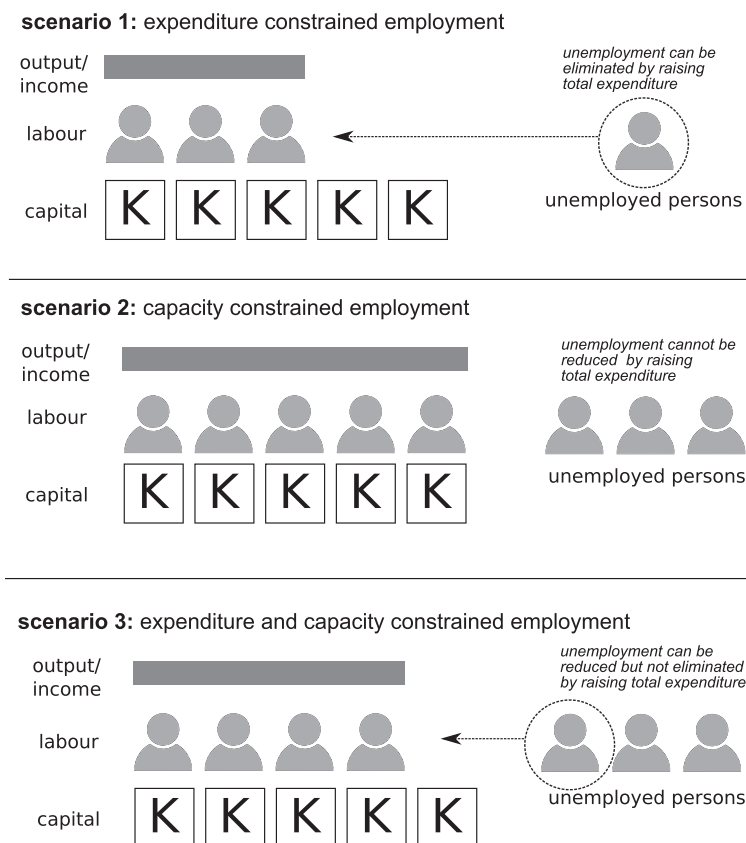 scenario 1: expenditure constrained employment
output/
income
unemployment can be
eliminated by raising
total expenditure
labour
unemployed persons
capital
K K K K K
scenario 2: capacity constrained employment
output/
income
unemployment cannot be
reduced by raising
total expenditure
labour
unemployed persons
capital
K K K K K
scenario 3: expenditure and capacity constrained employment
output/
income
unemployment can be
reduced but not eliminated
by raising total expenditure
labour
unemployed persons
capital
K K K K K